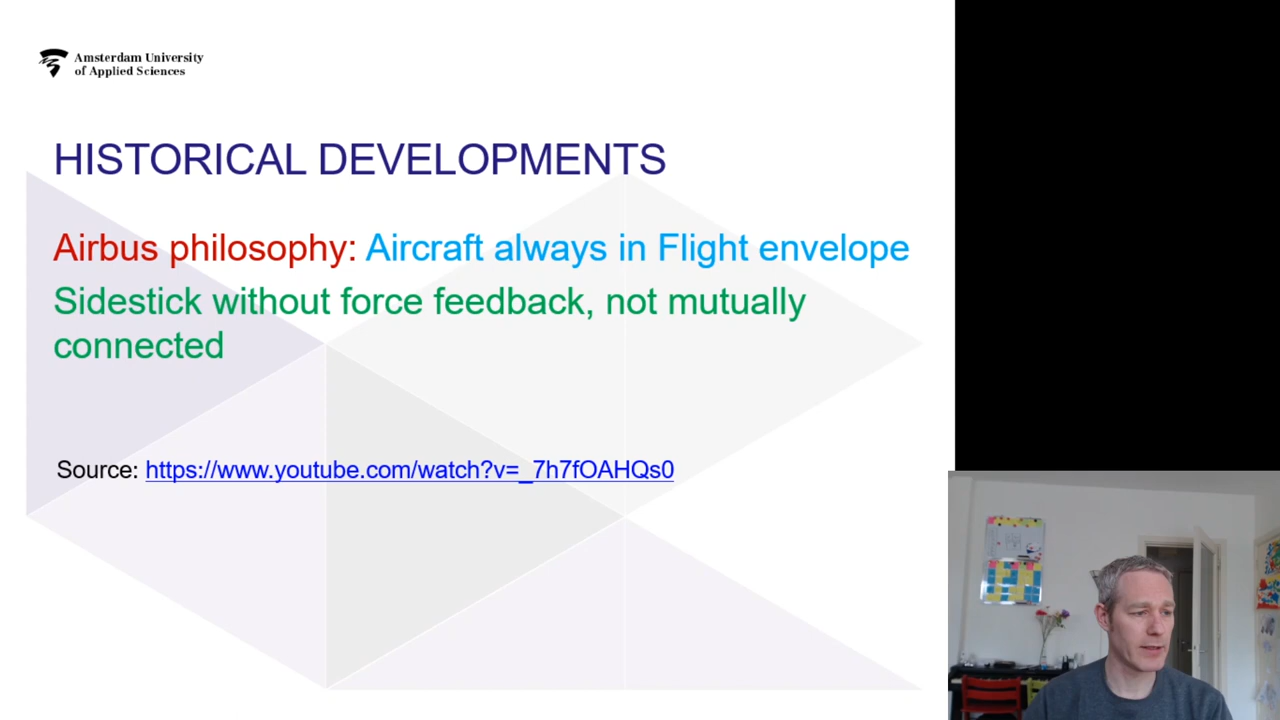 Amsterdam University
of Applied Sciences
HISTORICAL DEVELOPMENTS
Airbus philosophy: Aircraft always in Flight envelope
Sidestick without force feedback, not mutually
connected
Source: https://www.youtube.com/watch?v=_7h7fOAHQs0